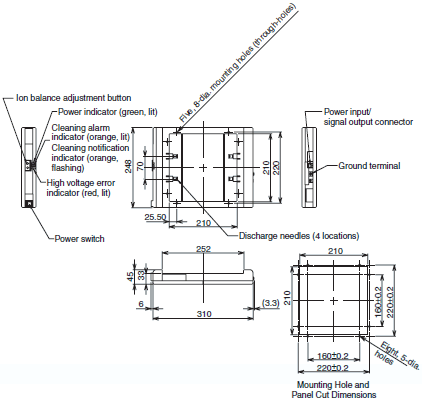 Five, 8-dia. mounting holes (through-holes)
Ion balance adjustment button
Power indicator (green, lit)
Cleaning alarm
indicator (orange, lit)
Cleaning notification
indicator (orange,
flashing)
High voltage error
indicator (red, lit)
Power switch
248
70
210
220
25.50
210
Power input/
signal output connector
Ground terminal
Discharge needles (4 locations)
252
45
39
6
310
(3.3)
210
210
160±0.2
220±0.2
160±0.2
220±0.2
Eight, 5-dia.
holes
Mounting Hole and
Panel Cut Dimensions